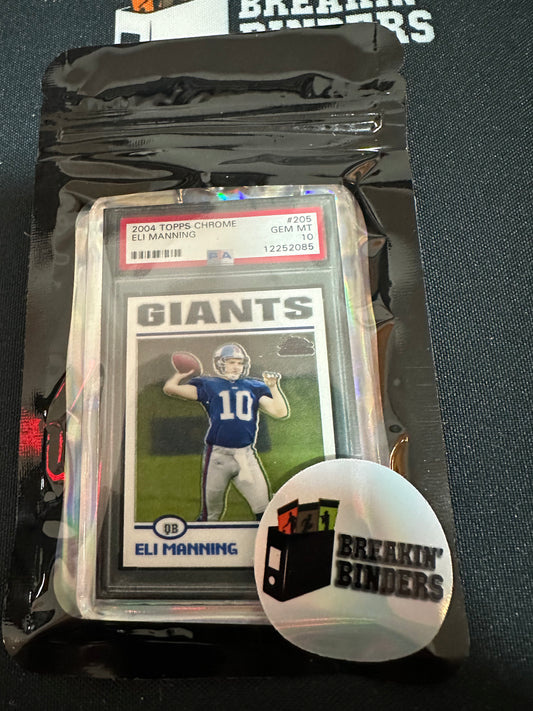 BREAKIN'
BINDERS
2004 TOPPS CHROME
ELI MANNING
#205
GEM MT
10
12252085
PSA
GIANTS
10
QB
ELI MANNING
BREAKIN'
BINDERS